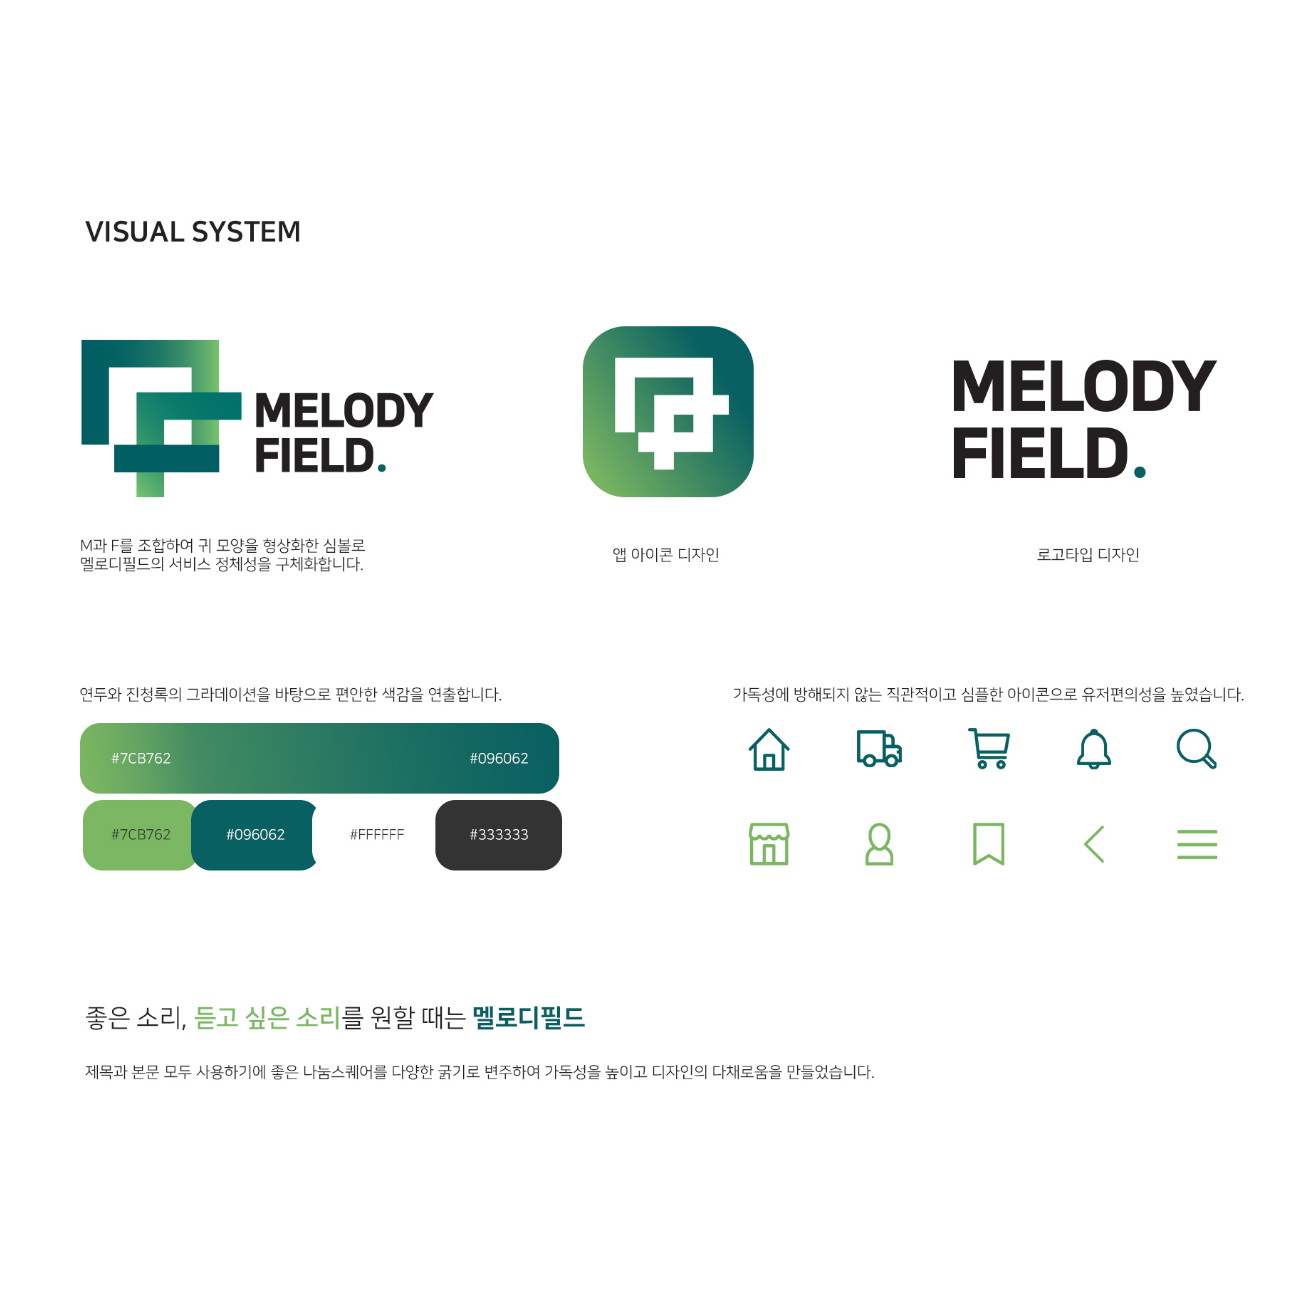 VISUAL SYSTEM
MELODY
FIELD.
MELODY
FIELD.
M과 F를 조합하여 귀 모양을 형상화한 심볼로
멜로디필드의 서비스 정체성을 구체화합니다.
앱 아이콘 디자인
로고타입 디자인
연두와 진청록의 그라데이션을 바탕으로 편안한 색감을 연출합니다.
가독성에 방해되지 않는 직관적이고 심플한 아이콘으로 유저편의성을 높였습니다.
#7CB762
#096062
#7CB762
#096062
#FFFFFF
#333333
좋은 소리, 듣고 싶은 소리를 원할 때는 멜로디필드
제목과 본문 모두 사용하기에 좋은 나눔스퀘어를 다양한 굵기로 변주하여 가독성을 높이고 디자인의 다채로움을 만들었습니다.